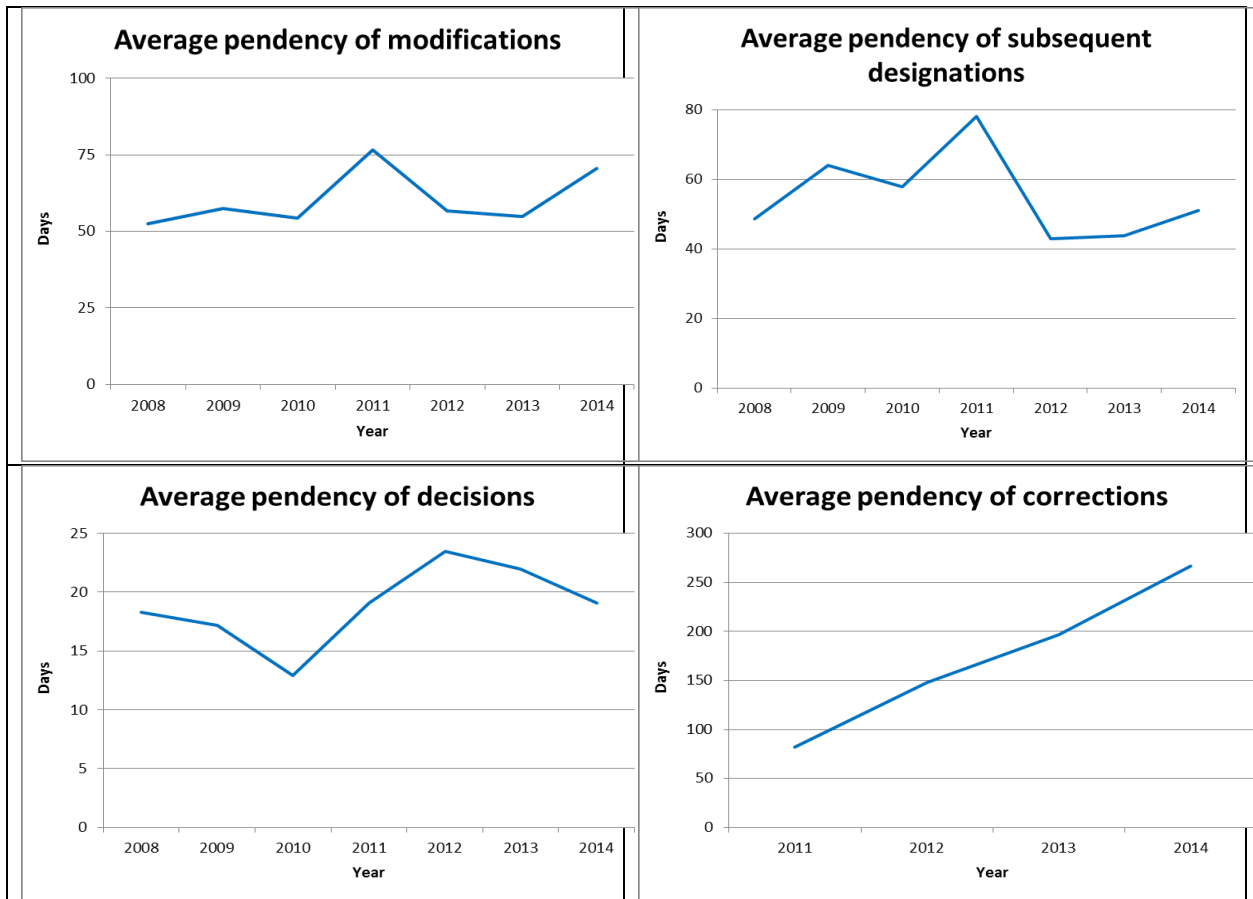 Average pendency of modifications
100
75
50
25
0
Days
2008 2009 2010 2011 2012 2013 2014
Year
Average pendency of subsequent
designations
80
60
40
20
0
Days
2008 2009 2010 2011 2012 2013 2014
Year
Average pendency of decisions
25
20
15
10
5
0
Days
2008 2009 2010 2011 2012 2013 2014
Year
Average pendency of corrections
300
250
200
150
100
50
0
Days
2011 2012 2013 2014
Year